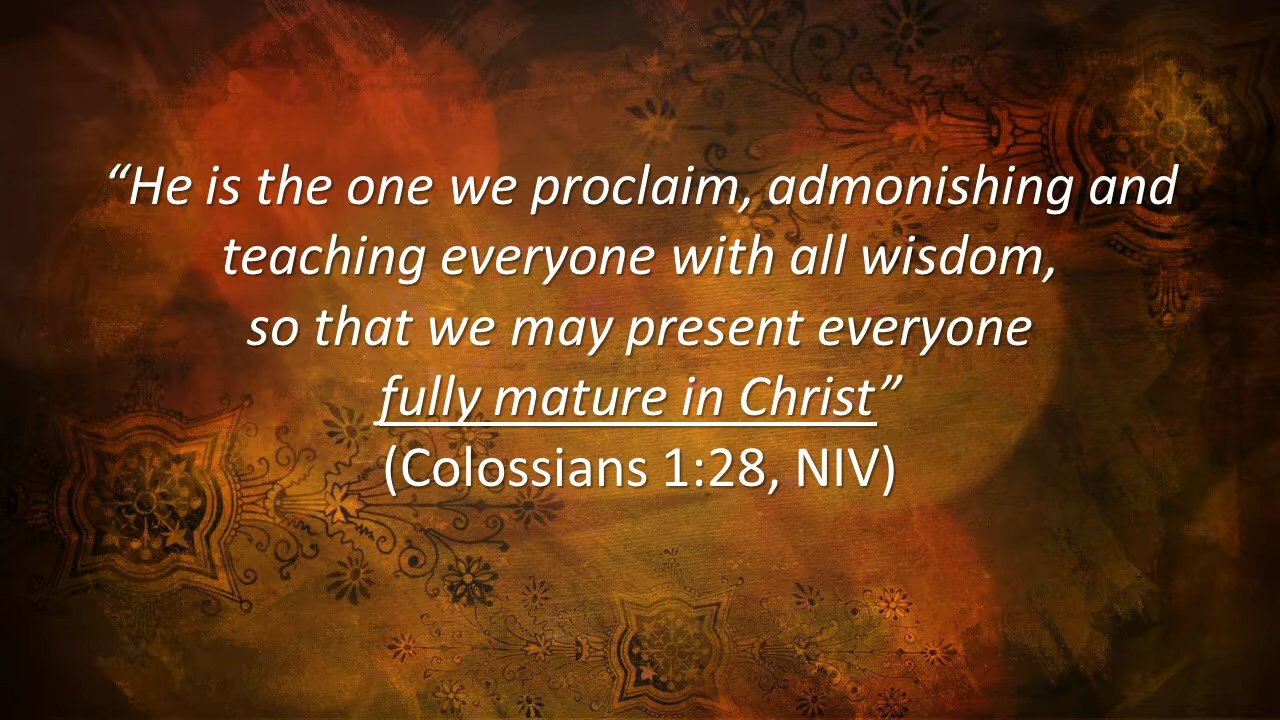 “He is the one we proclaim, admonishing and
teaching everyone with all wisdom,
so that we may present everyone
fully mature in Christ”
(Colossians 1:28, NIV)